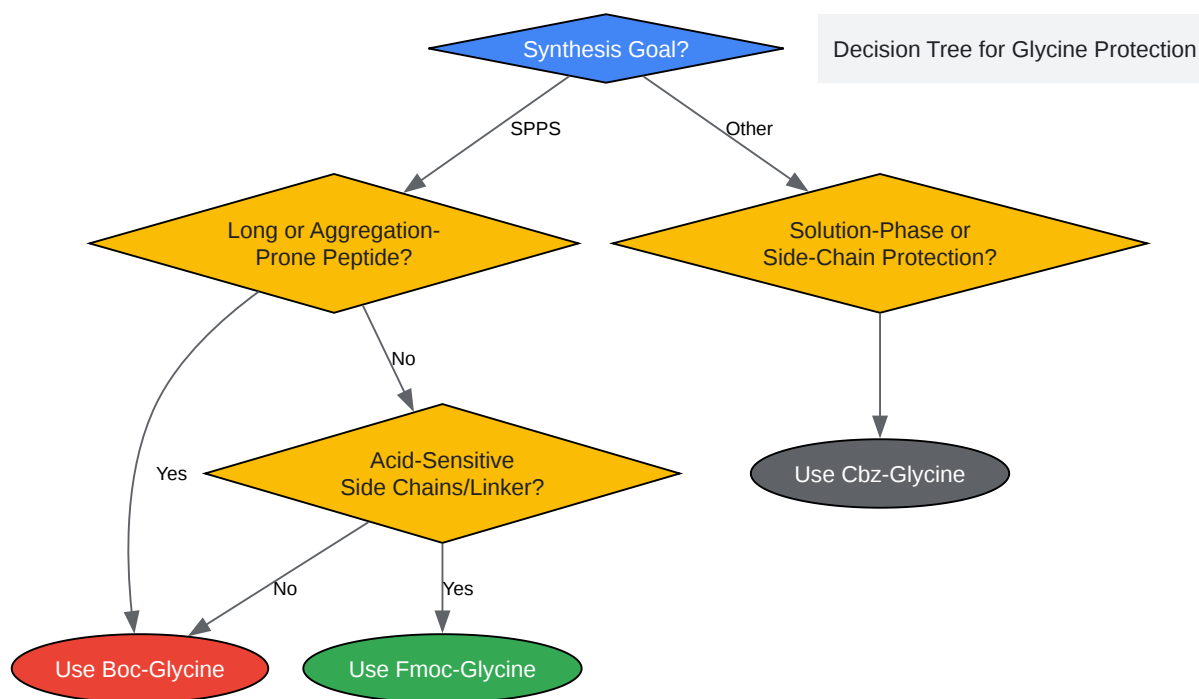 Synthesis Goal?
Decision Tree for Glycine Protection
SPPS
Other
Long or Aggregation-
Prone Peptide?
Solution-Phase or
Side-Chain Protection?
No
Yes
Acid-Sensitive
Side Chains/Linker?
Use Cbz-Glycine
No
Yes
Use Boc-Glycine
Use Fmoc-Glycine